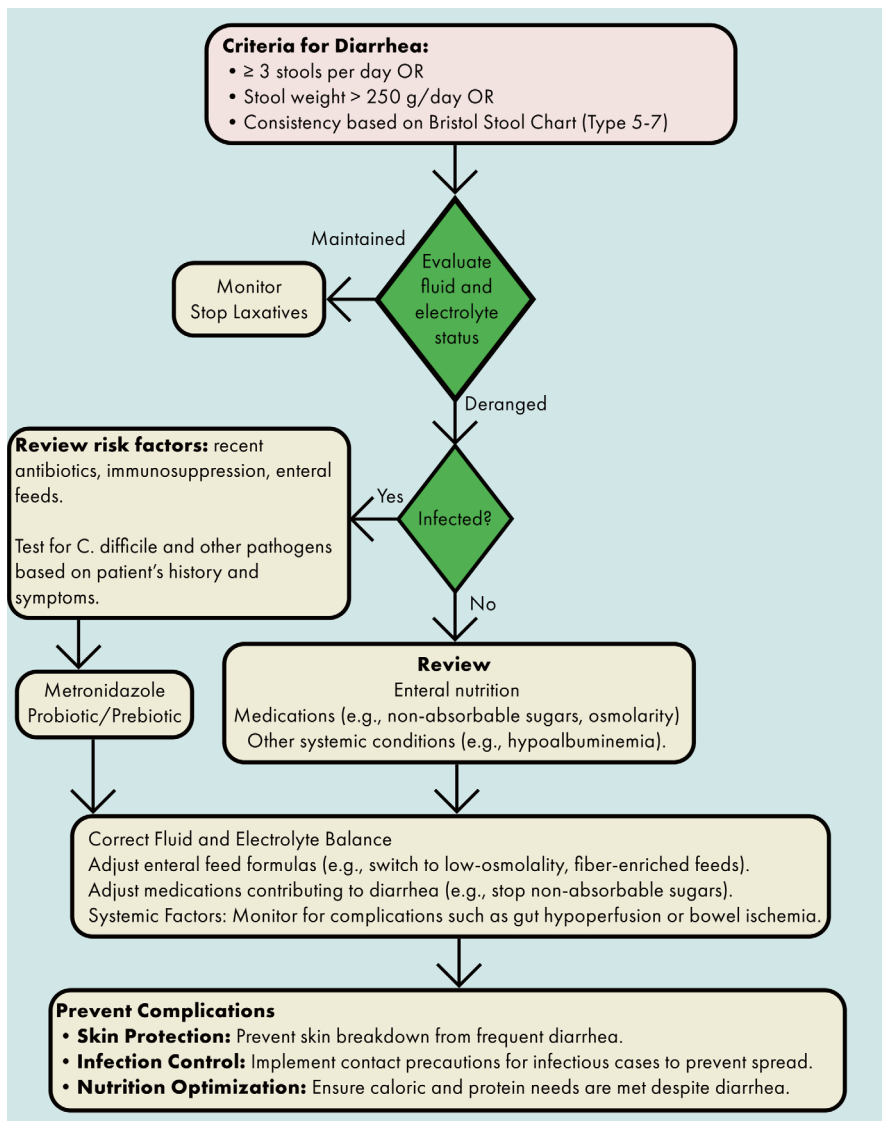 Criteria for Diarrhea:
• ≥ 3 stools per day OR
• Stool weight > 250 g/day OR
• Consistency based on Bristol Stool Chart (Type 5-7)
Maintained
Evaluate
fluid and
electrolyte
status
Monitor
Stop Laxatives
Deranged
Review risk factors: recent
antibiotics, immunosuppression, enteral
feeds.
Test for C. difficile and other pathogens
based on patient's history and
symptoms.
Yes
Infected?
No
Metronidazole
Probiotic/Prebiotic
Review
Enteral nutrition
Medications (e.g., non-absorbable sugars, osmolarity)
Other systemic conditions (e.g., hypoalbuminemia).
Correct Fluid and Electrolyte Balance
Adjust enteral feed formulas (e.g., switch to low-osmolality, fiber-enriched feeds).
Adjust medications contributing to diarrhea (e.g., stop non-absorbable sugars).
Systemic Factors: Monitor for complications such as gut hypoperfusion or bowel ischemia.
Prevent Complications
• Skin Protection: Prevent skin breakdown from frequent diarrhea.
• Infection Control: Implement contact precautions for infectious cases to prevent spread.
• Nutrition Optimization: Ensure caloric and protein needs are met despite diarrhea.